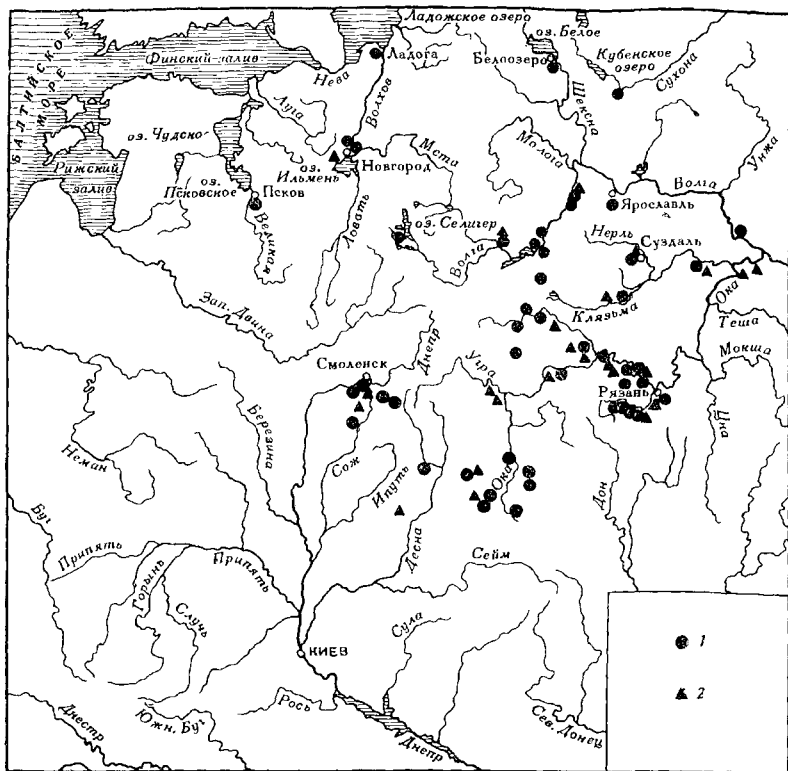 БАЛТИЙСКОЕ
МОРЕ
Финский залив
Ладожское озеро
Ладога
Нева
Волхов
Луга
оз. Белое
Белоозеро
Кубенское
озеро
Сухона
Шексна
Унжа
оз. Чудско-
Рижский
залив
оз.
Псковское
Псков
Великая
оз.
Ильмень
Новгород
Мста
Молога
Волга
Ярославль
Ловать
оз. Селигер
Волга
Нерль
Суздаль
Клязьма
Ока
Теша
Мокша
Зап. Двина
Днепр
Смоленск
Угра
Рязань
Цна
Березина
Неман
Сож
Ипуть
Ока
Дон
Буг
Десна
Сейм
Припять
Припять
Горынь
Случь
Сула
КИЕВ
Рось
Южн. Буг
Днестр
Днепр
Сев. Донец
1
2